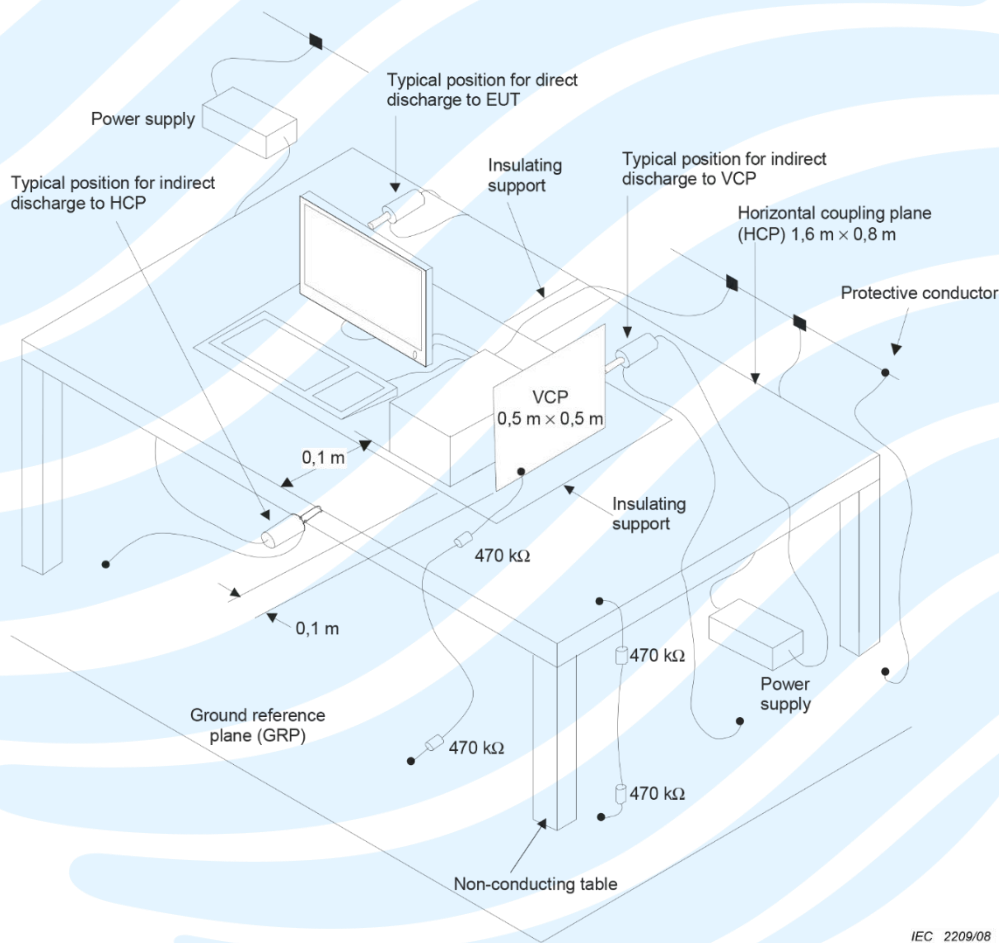 Typical position for direct
discharge to EUT
Power supply
Insulating
support
Typical position for indirect
discharge to VCP
Typical position for indirect
discharge to HCP
Horizontal coupling plane
(HCP) 1,6 m × 0,8 m
Protective conductor
VCP
0,5 m × 0,5 m
0,1 m
Insulating
support
470 kΩ
0,1 m
470 kΩ
Power
supply
Ground reference
plane (GRP)
470 kΩ
470 kΩ
Non-conducting table
IEC 2209/08